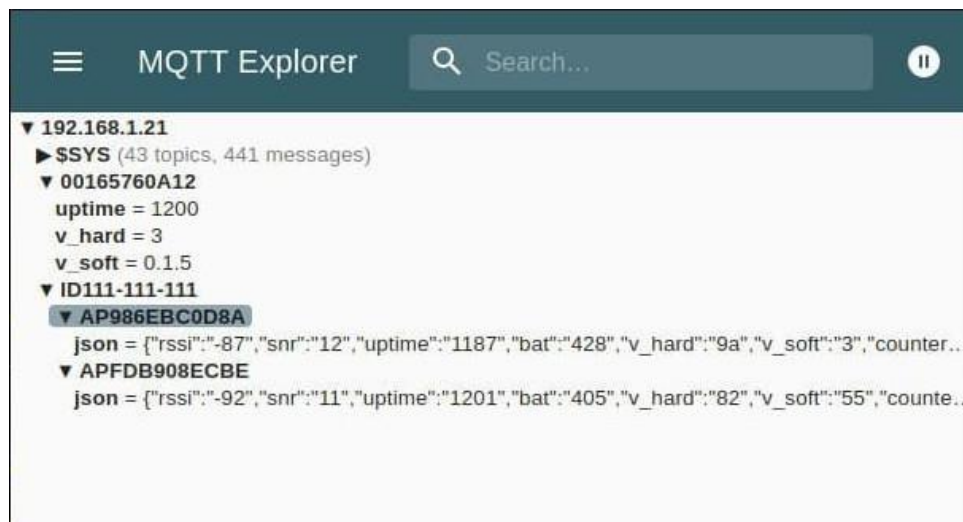 MQTT Explorer Search...
▼ 192.168.1.21
▶ $SYS (43 topics, 441 messages)
▼ 00165760A12
uptime = 1200
v_hard = 3
v_soft = 0.1.5
▼ ID111-111-111
▼ AP986EBC0D8A
json = {"rssi":"-87","snr":"12","uptime":"1187","bat":"428","v_hard":"9a","v_soft":"3","counter...
▼ APFDB908ECBE
json = {"rssi":"-92","snr":"11","uptime":"1201","bat":"405","v_hard":"82","v_soft":"55","counte...